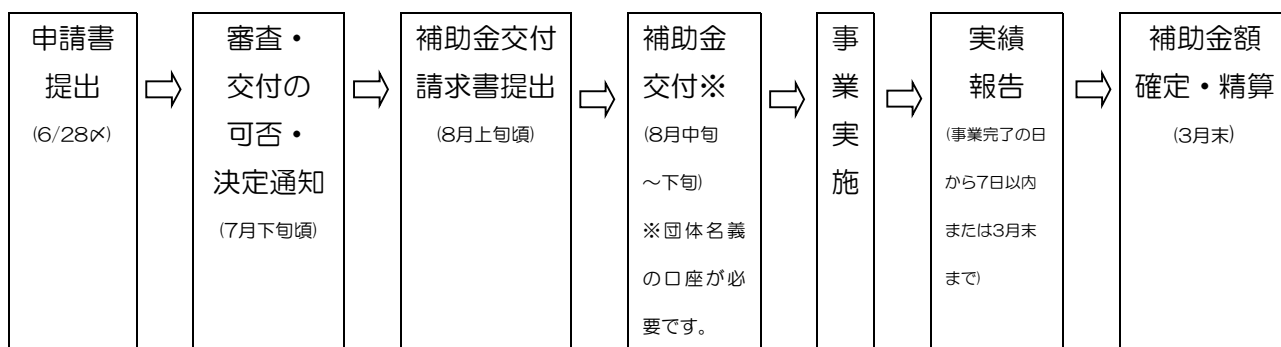 申請書
提出
(6/28〆)
審査・
交付の
可否・
決定通知
(7月下旬頃)
補助金交付
請求書提出
(8月上旬頃)
補助金
交付※
(8月中旬
～下旬)
※団体名義
の口座が必
要です。
事
業
実
施
実績
報告
(事業完了の日
から7日以内
または3月末
まで)
補助金額
確定・精算
(3月末)